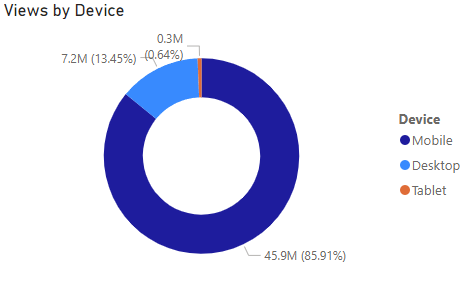 Views by Device
0.3M
(0.64%)
7.2M (13.45%)
Device
Mobile
Desktop
Tablet
45.9M (85.91%)